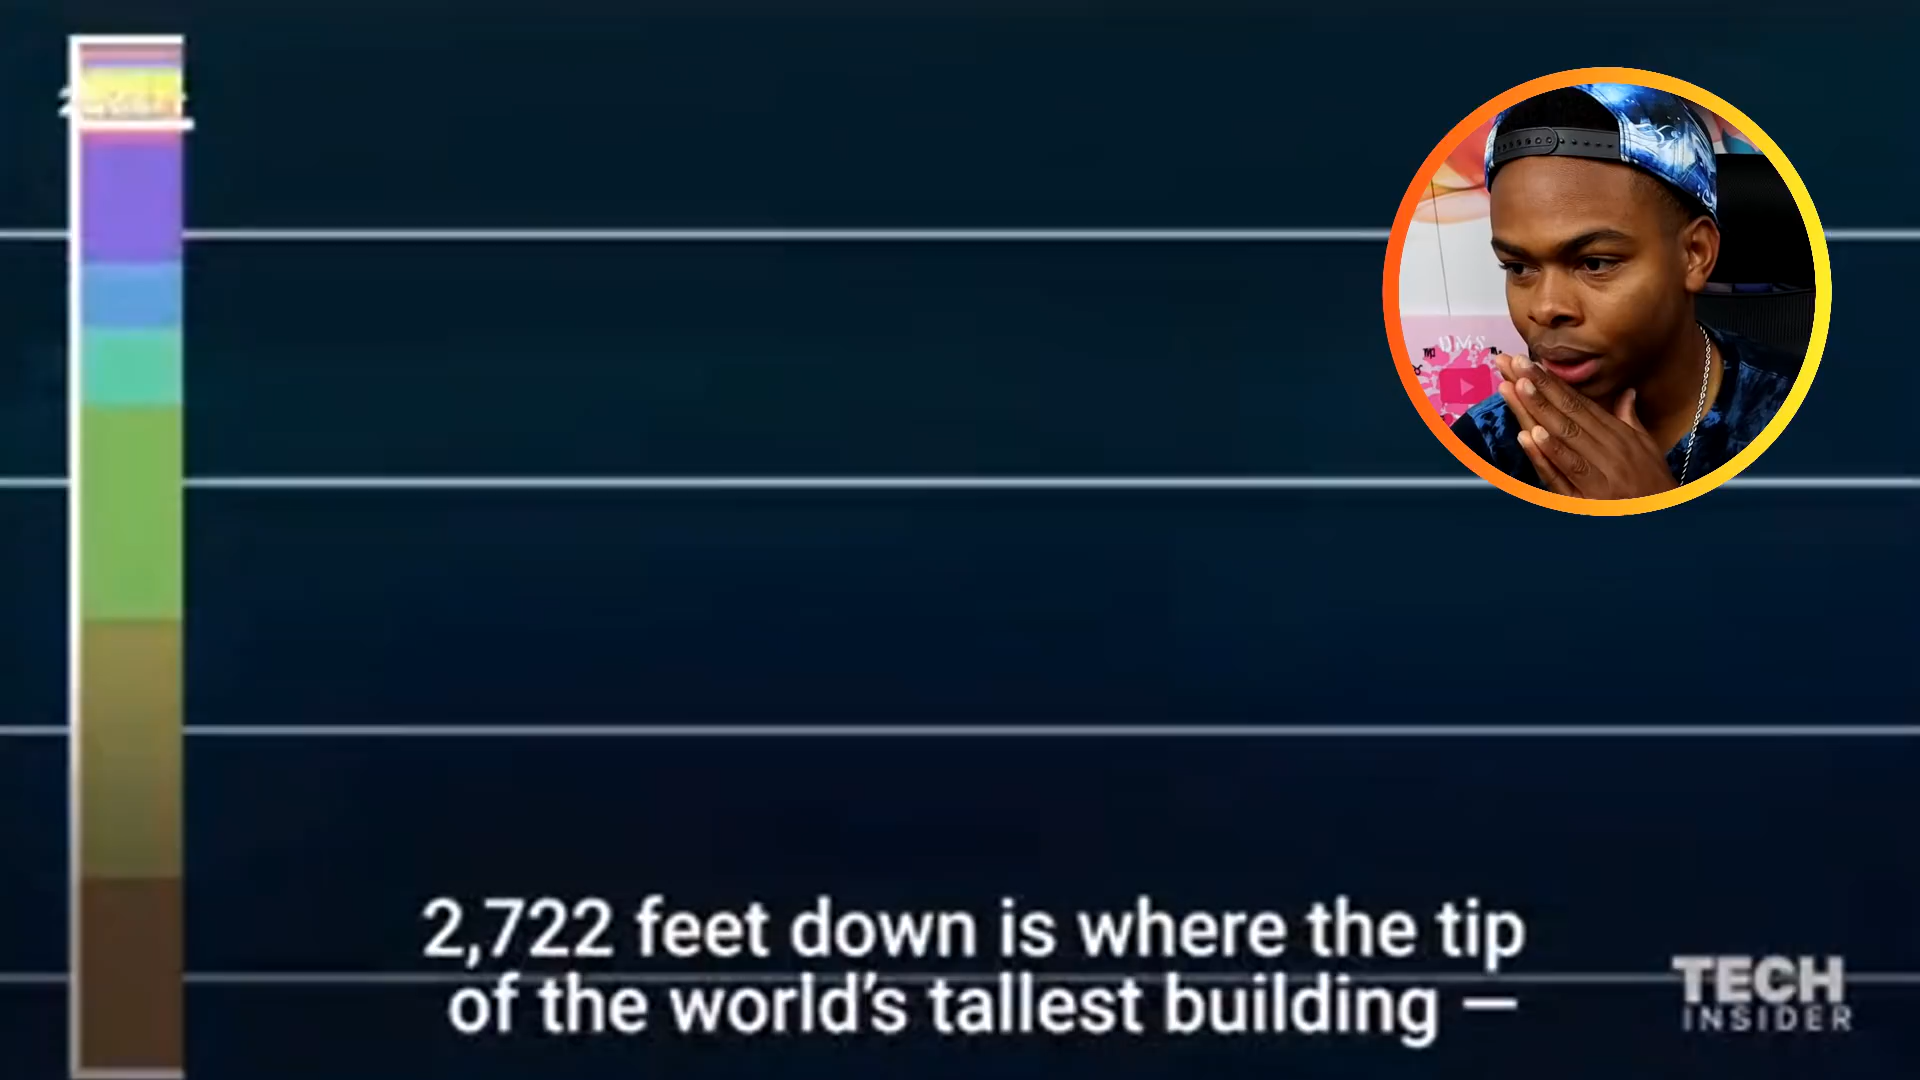 2,722 feet down is where the tip
of the world's tallest building —
TECH
INSIDER